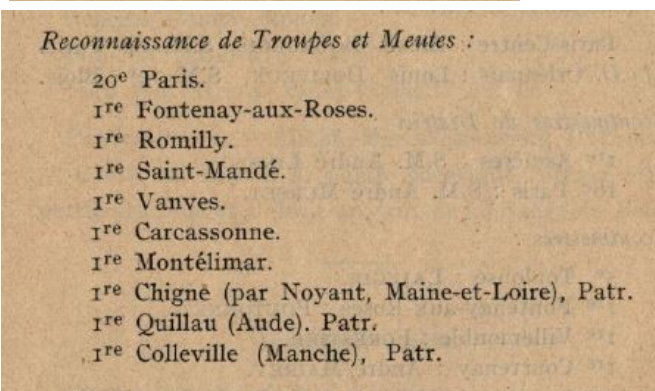 Reconnaissance de Troupes et Meutes :
20e Paris.
1re Fontenay-aux-Roses.
1re Romilly.
1re Saint-Mandé.
1re Vanves.
1re Carcassonne.
1re Montélimar.
1re Chigné (par Noyant, Maine-et-Loire), Patr.
1re Quillau (Aude). Patr.
1re Colleville (Manche), Patr.